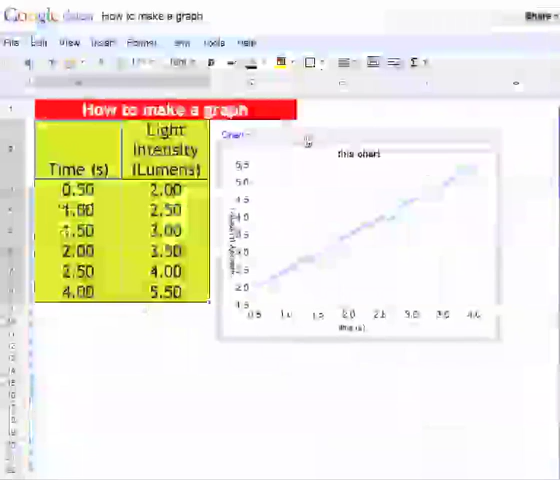 Google docs How to make a graph Share
File Edit View Insert Format Tools Help
Σ
How to make a graph
Time (s) Light Intensity (Lumens)
0.50 2.00
1.00 2.50
1.50 3.00
2.00 3.50
2.50 4.00
4.00 5.50
Chart
this chart
5.5
5.0
4.5
4.0
3.5
3.0
2.5
2.0
1.5
0.5 1.0 1.5 2.0 2.5 3.0 3.5 4.0
Time (s)